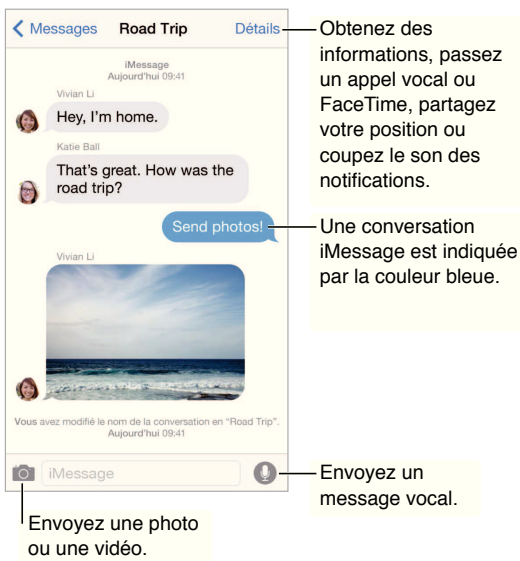 Messages Road Trip Détails
iMessage
Aujourd'hui 09:41
Vivian Li
Hey, I'm home.
Katie Ball
That's great. How was the
road trip?
Send photos!
Vivian Li
Vous avez modifié le nom de la conversation en “Road Trip”.
Aujourd'hui 09:41
iMessage
Obtenez des
informations, passez
un appel vocal ou
FaceTime, partagez
votre position ou
coupez le son des
notifications.
Une conversation
iMessage est indiquée
par la couleur bleue.
Envoyez un
message vocal.
Envoyez une photo
ou une vidéo.